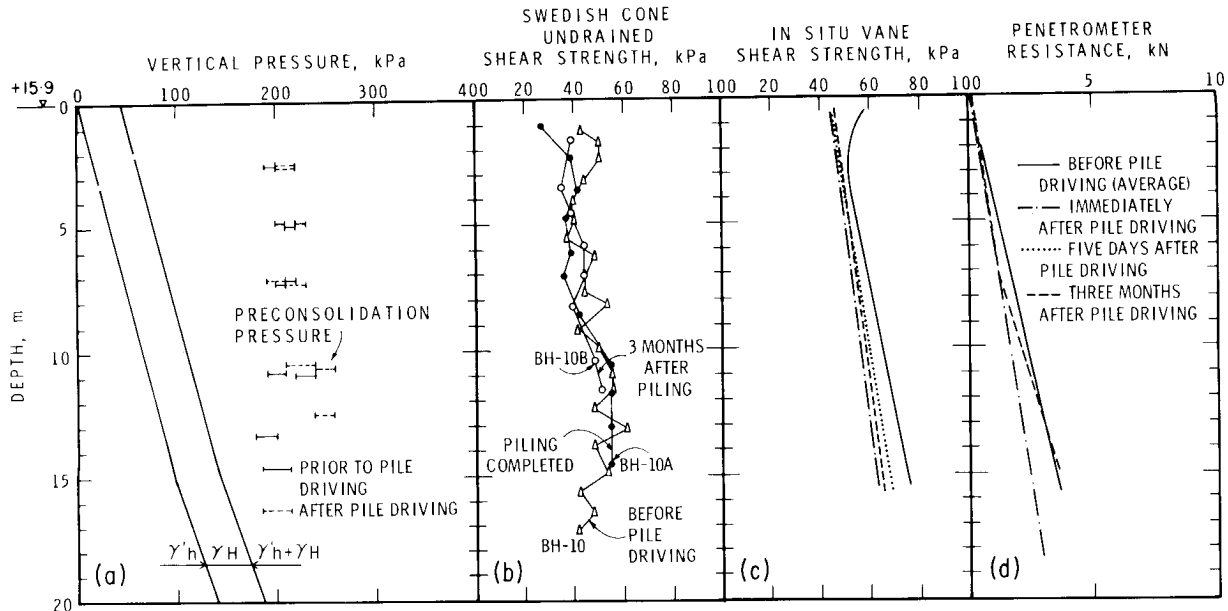 VERTICAL PRESSURE, kPa
SWEDISH CONE
UNDRAINED
SHEAR STRENGTH, kPa
IN SITU VANE
SHEAR STRENGTH, kPa
PENETROMETER
RESISTANCE, kN
+15·9
0 100 200 300 400
0 20 40 60 80 100
0 20 40 60 80 100
0 5 10
DEPTH, m
0
5
10
15
20
PRECONSOLIDATION
PRESSURE
PRIOR TO PILE
DRIVING
AFTER PILE DRIVING
γ'h γH γ'h+γH
(a)
BH-10B
3 MONTHS
AFTER
PILING
PILING
COMPLETED
BH-10A
BEFORE
PILE
DRIVING
BH-10
(b)
(c)
BEFORE PILE
DRIVING (AVERAGE)
IMMEDIATELY
AFTER PILE DRIVING
FIVE DAYS AFTER
PILE DRIVING
THREE MONTHS
AFTER PILE DRIVING
(d)